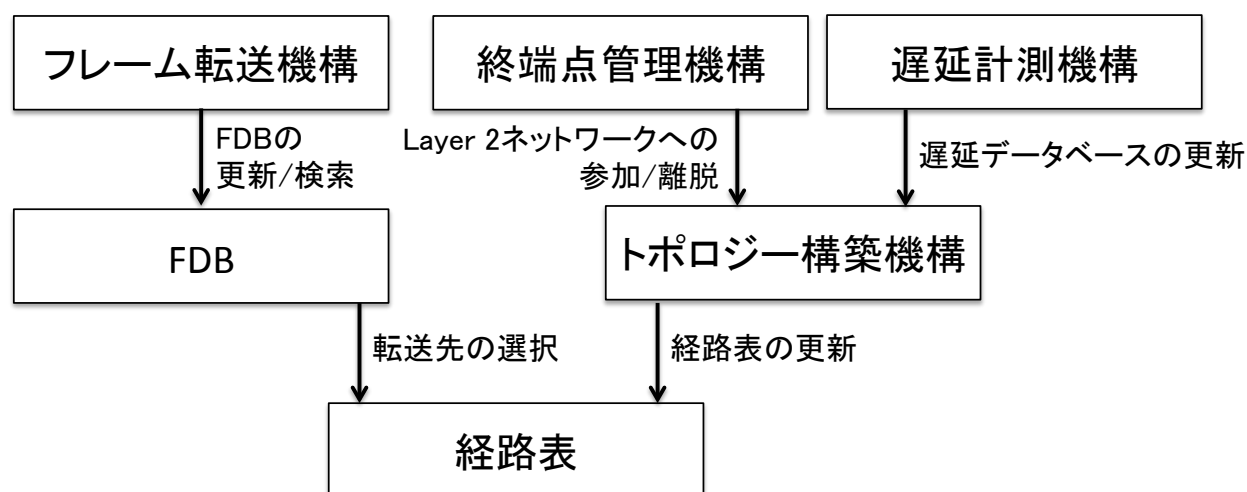 フレーム転送機構
終端点管理機構
遅延計測機構
FDBの
更新/検索
Layer 2ネットワークへの
参加/離脱
遅延データベースの更新
FDB
トポロジー構築機構
転送先の選択
経路表の更新
経路表